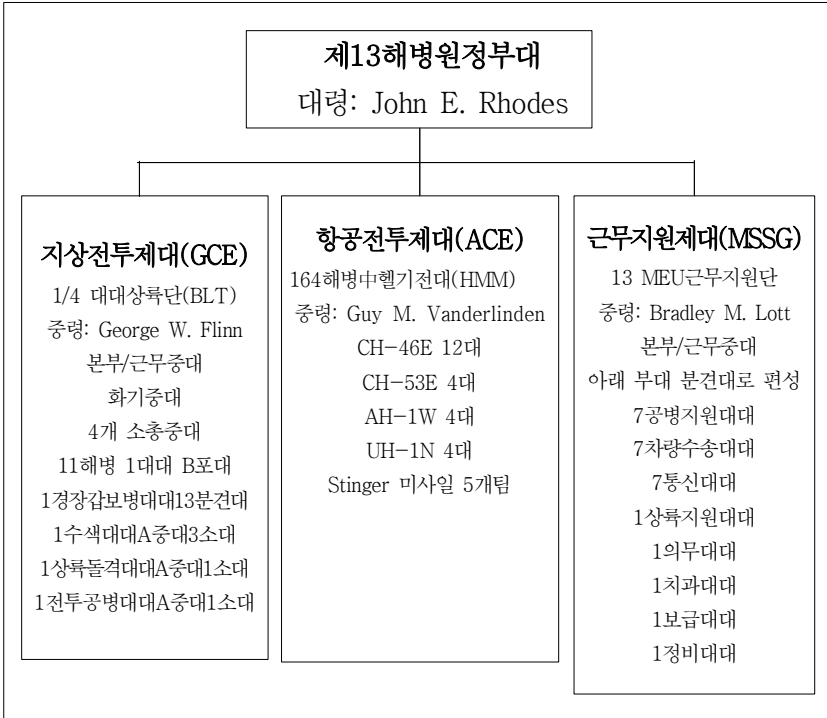 제13해병원정부대
대령: John E. Rhodes
지상전투제대(GCE)
1/4 대대상륙단(BLT)
중령: George W. Flinn
본부/근무중대
화기중대
4개 소총중대
11해병 1대대 B포대
1경장갑보병대대13분견대
1수색대대A중대3소대
1상륙돌격대대A중대1소대
1전투공병대대A중대1소대
항공전투제대(ACE)
164해병中헬기전대(HMM)
중령: Guy M. Vanderlinden
CH-46E 12대
CH-53E 4대
AH-1W 4대
UH-1N 4대
Stinger 미사일 5개팀
근무지원제대(MSSG)
13 MEU근무지원단
중령: Bradley M. Lott
본부/근무중대
아래 부대 분견대로 편성
7공병지원대대
7차량수송대대
7통신대대
1상륙지원대대
1의무대대
1치과대대
1보급대대
1정비대대